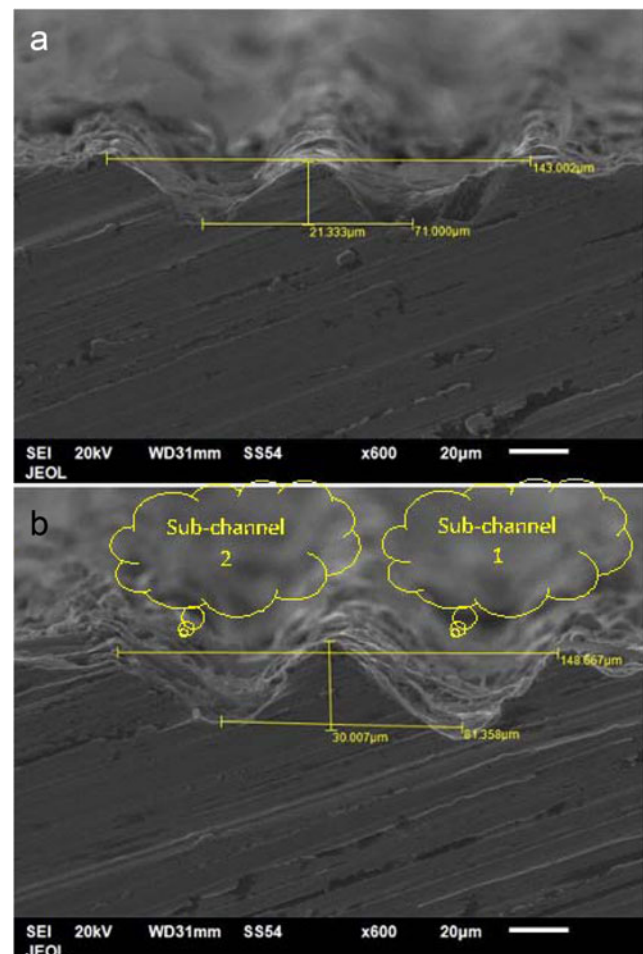 a
143.002µm
21.333µm 71.000µm
SEI 20kV WD31mm SS54 x600 20µm
JEOL
b
Sub-channel
2
Sub-channel
1
148.667µm
30.007µm 81.358µm
SEI 20kV WD31mm SS54 x600 20µm
JEOL